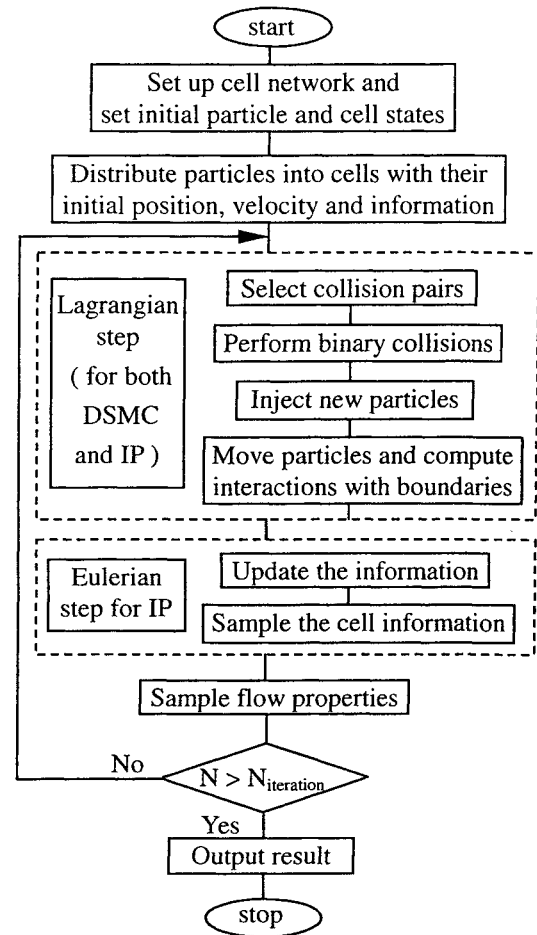 start
Set up cell network and
set initial particle and cell states
Distribute particles into cells with their
initial position, velocity and information
Lagrangian
step
( for both
DSMC
and IP )
Select collision pairs
Perform binary collisions
Inject new particles
Move particles and compute
interactions with boundaries
Eulerian
step for IP
Update the information
Sample the cell information
Sample flow properties
No
N > Niteration
Yes
Output result
stop